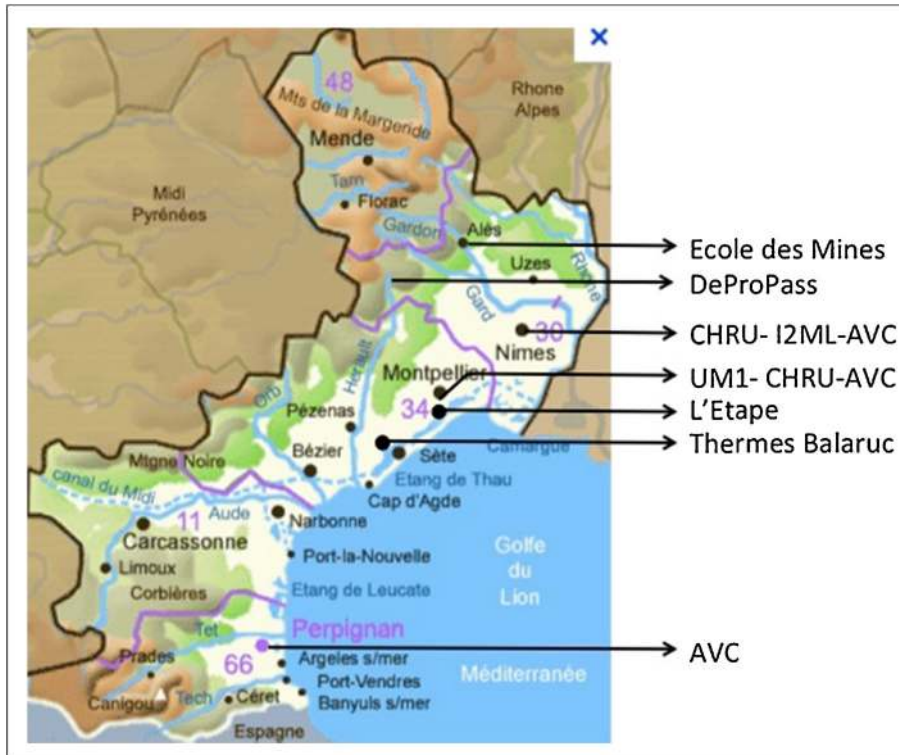 ×
48
Mts de la Margeride
Rhone
Alpes
Mende
Midi
Pyrénées
Tarn
Florac
Gardon
Alès
Ecole des Mines
Uzes
Rhone
DeProPass
Gard
30
Nimes
CHRU- I2ML-AVC
Herault
Montpellier
UM1- CHRU-AVC
Orb
Pézenas
34
L'Etape
Thermes Balaruc
Camargue
Mtgne Noire
Bézier
Sète
Etang de Thau
canal du Midi
Cap d'Agde
11
Aude
Narbonne
Carcassonne
Golfe
du
Lion
Port-la-Nouvelle
Limoux
Corbières
Etang de Leucate
Tet
Perpignan
AVC
66
Prades
Argeles s/mer
Méditerranée
Port-Vendres
Canigou
Tech
Céret
Banyuls s/mer
Espagne